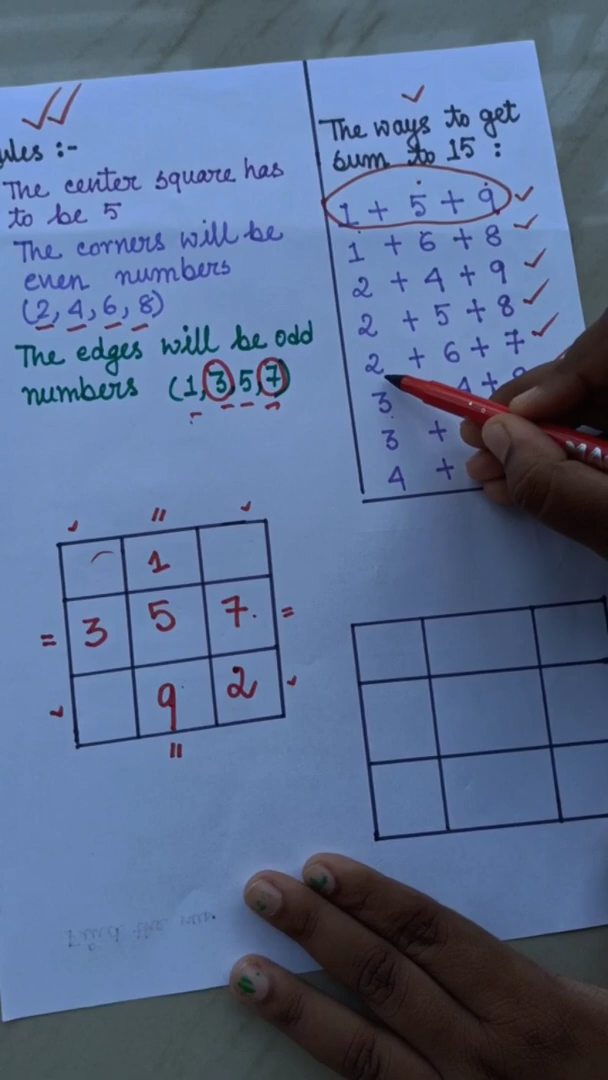 ules :-
The center square has
to be 5
The corners will be
even numbers
(2, 4, 6, 8)
The edges will be odd
numbers (1, 3, 5, 7)
The ways to get
sum to 15 :
1 + 5 + 9
1 + 6 + 8
2 + 4 + 9
2 + 5 + 8
2 + 6 + 7
3 4 +
3 +
4 +
1
3 5 7
9 2